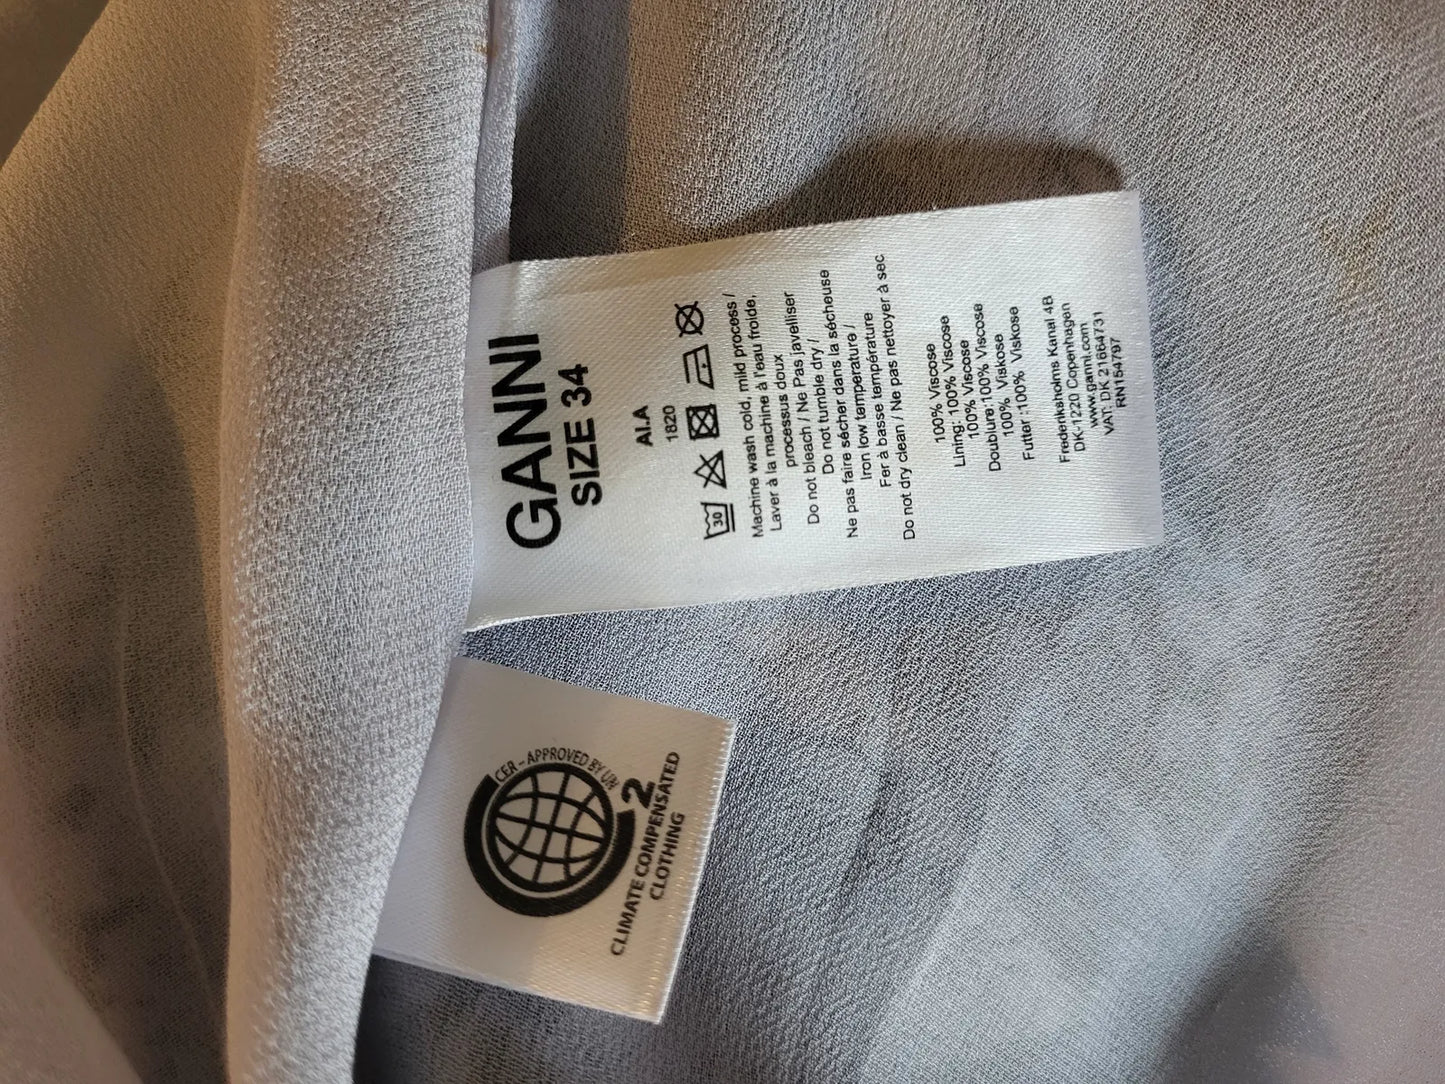 GANNI
SIZE 34
AI.A
1820
30
Machine wash cold, mild process /
Laver à la machine à l'eau froide,
processus doux
Do not bleach / Ne Pas javelliser
Do not tumble dry /
Ne pas faire sécher dans la sécheuse
Iron low temperature /
Fer à basse température
Do not dry clean / Ne pas nettoyer à sec
100% Viscose
Lining: 100% Viscose
100% Viscose
Doublure:100% Viscose
100% Viskose
Futter:100% Viskose
Frederiksholms Kanal 4B
DK-1220 Copenhagen
www.ganni.com
VAT: DK 21664731
RN154797
CER – APPROVED BY UN
2
CLIMATE COMPENSATED
CLOTHING